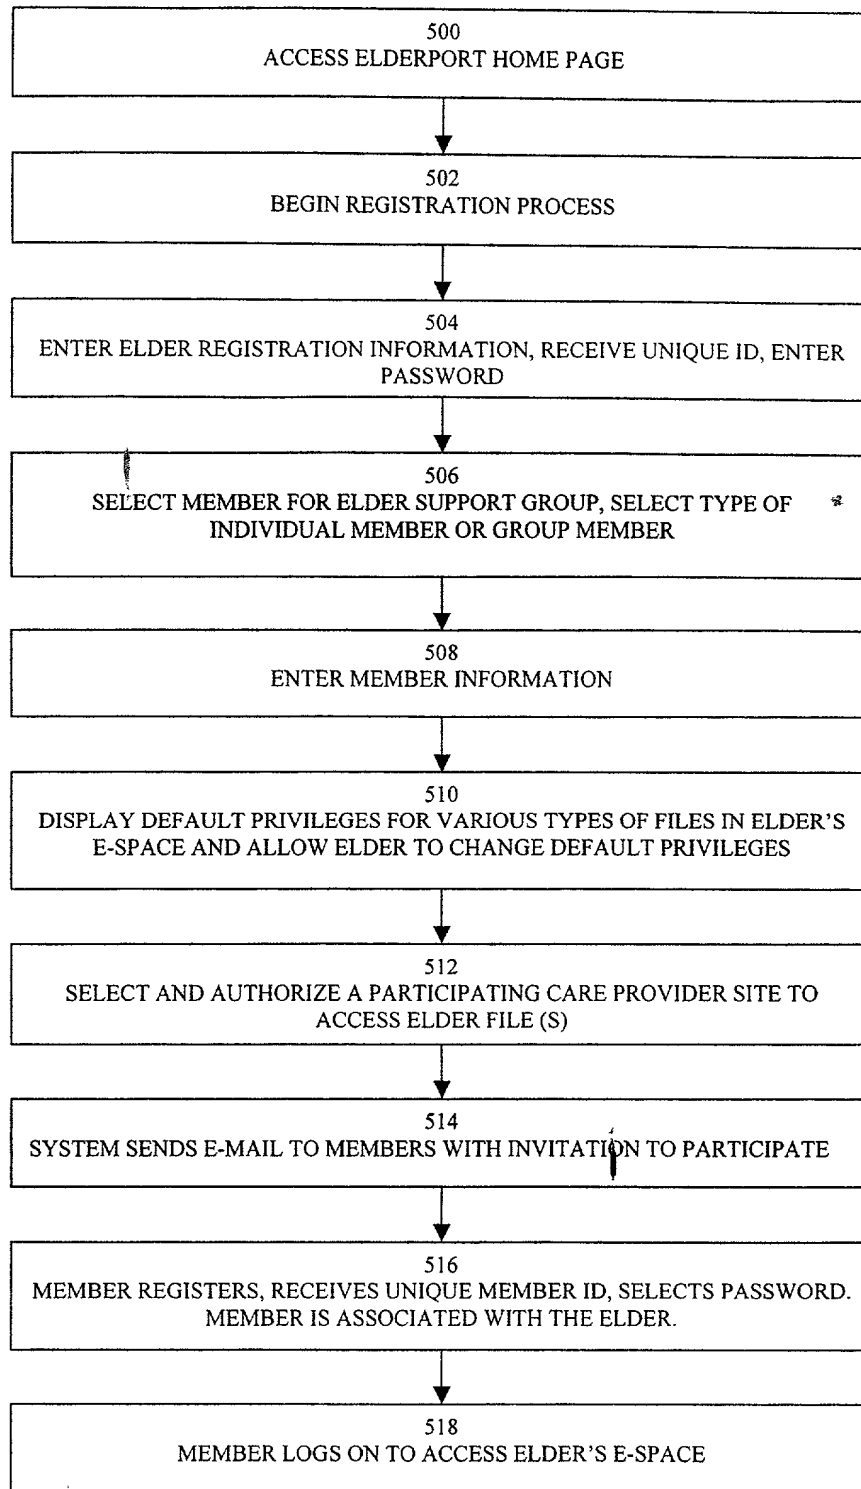 500
ACCESS ELDERPORT HOME PAGE
502
BEGIN REGISTRATION PROCESS
504
ENTER ELDER REGISTRATION INFORMATION, RECEIVE UNIQUE ID, ENTER
PASSWORD
506
SELECT MEMBER FOR ELDER SUPPORT GROUP, SELECT TYPE OF
INDIVIDUAL MEMBER OR GROUP MEMBER
508
ENTER MEMBER INFORMATION
510
DISPLAY DEFAULT PRIVILEGES FOR VARIOUS TYPES OF FILES IN ELDER'S
E-SPACE AND ALLOW ELDER TO CHANGE DEFAULT PRIVILEGES
512
SELECT AND AUTHORIZE A PARTICIPATING CARE PROVIDER SITE TO
ACCESS ELDER FILE (S)
514
SYSTEM SENDS E-MAIL TO MEMBERS WITH INVITATION TO PARTICIPATE
516
MEMBER REGISTERS, RECEIVES UNIQUE MEMBER ID, SELECTS PASSWORD.
MEMBER IS ASSOCIATED WITH THE ELDER.
518
MEMBER LOGS ON TO ACCESS ELDER'S E-SPACE